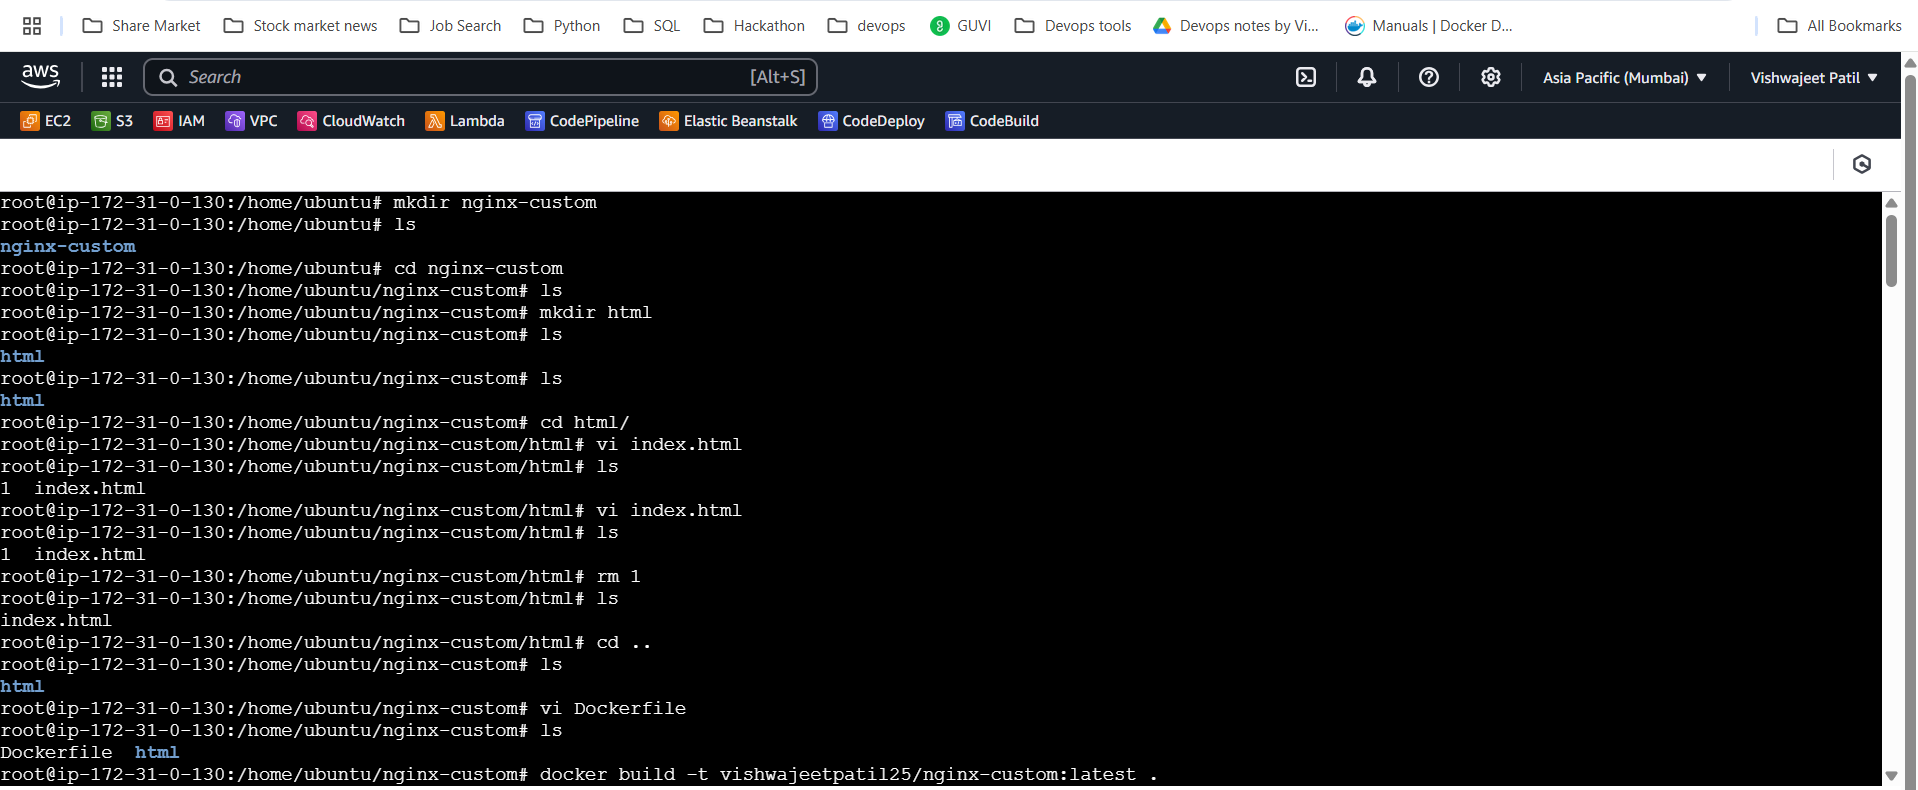 Share Market Stock market news Job Search Python SQL Hackathon devops GUVI Devops tools Devops notes by Vi... Manuals | Docker D... All Bookmarks
aws Search [Alt+S] Asia Pacific (Mumbai) Vishwajeet Patil
EC2 S3 IAM VPC CloudWatch Lambda CodePipeline Elastic Beanstalk CodeDeploy CodeBuild
root@ip-172-31-0-130:/home/ubuntu# mkdir nginx-custom
root@ip-172-31-0-130:/home/ubuntu# ls
nginx-custom
root@ip-172-31-0-130:/home/ubuntu# cd nginx-custom
root@ip-172-31-0-130:/home/ubuntu/nginx-custom# ls
root@ip-172-31-0-130:/home/ubuntu/nginx-custom# mkdir html
root@ip-172-31-0-130:/home/ubuntu/nginx-custom# ls
html
root@ip-172-31-0-130:/home/ubuntu/nginx-custom# ls
html
root@ip-172-31-0-130:/home/ubuntu/nginx-custom# cd html/
root@ip-172-31-0-130:/home/ubuntu/nginx-custom/html# vi index.html
root@ip-172-31-0-130:/home/ubuntu/nginx-custom/html# ls
1  index.html
root@ip-172-31-0-130:/home/ubuntu/nginx-custom/html# vi index.html
root@ip-172-31-0-130:/home/ubuntu/nginx-custom/html# ls
1  index.html
root@ip-172-31-0-130:/home/ubuntu/nginx-custom/html# rm 1
root@ip-172-31-0-130:/home/ubuntu/nginx-custom/html# ls
index.html
root@ip-172-31-0-130:/home/ubuntu/nginx-custom/html# cd ..
root@ip-172-31-0-130:/home/ubuntu/nginx-custom# ls
html
root@ip-172-31-0-130:/home/ubuntu/nginx-custom# vi Dockerfile
root@ip-172-31-0-130:/home/ubuntu/nginx-custom# ls
Dockerfile  html
root@ip-172-31-0-130:/home/ubuntu/nginx-custom# docker build -t vishwajeetpatil25/nginx-custom:latest .